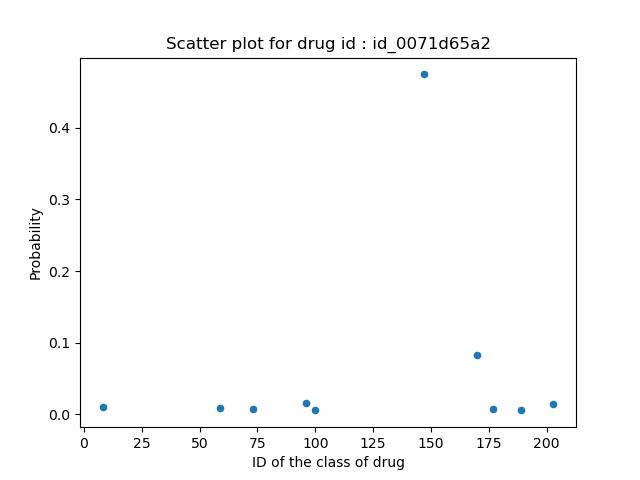 Scatter plot for drug id : id_0071d65a2
Probability
0.4
0.3
0.2
0.1
0.0
0 25 50 75 100 125 150 175 200
ID of the class of drug